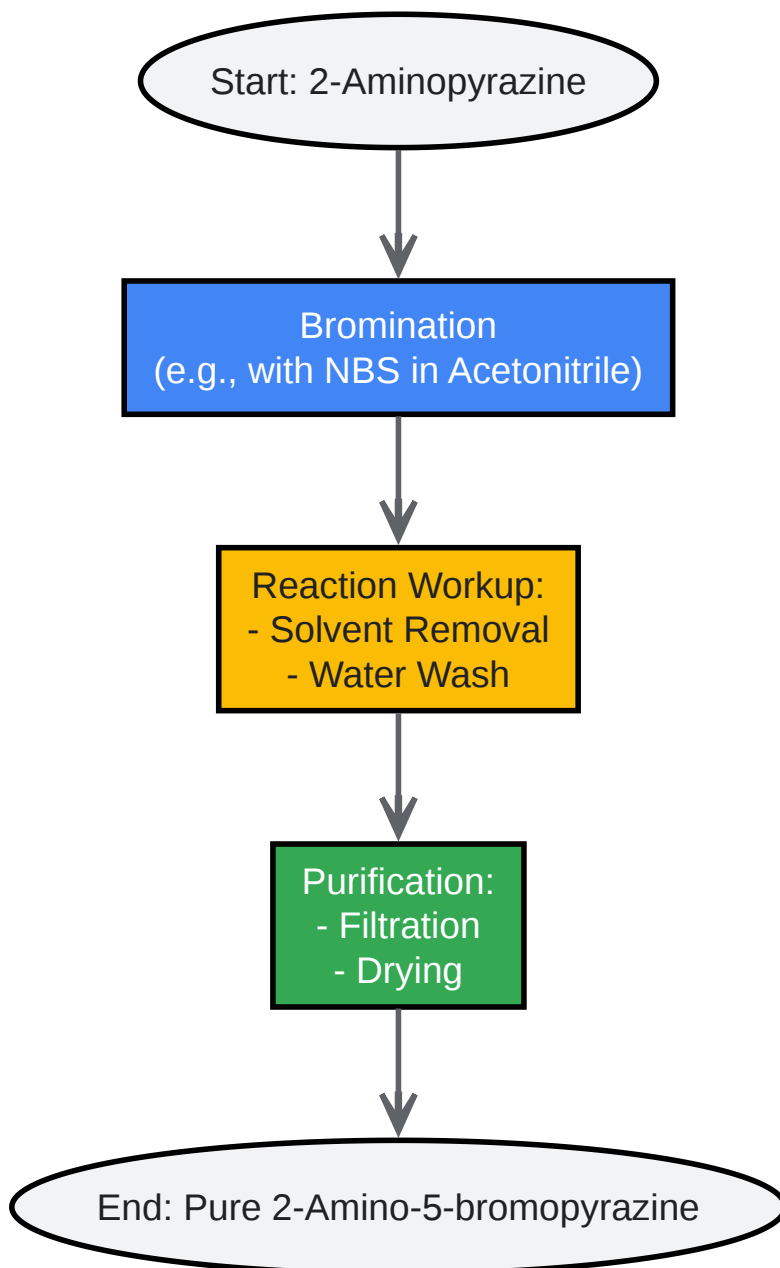 Start: 2-Aminopyrazine
Bromination
(e.g., with NBS in Acetonitrile)
Reaction Workup:
- Solvent Removal
- Water Wash
Purification:
- Filtration
- Drying
End: Pure 2-Amino-5-bromopyrazine